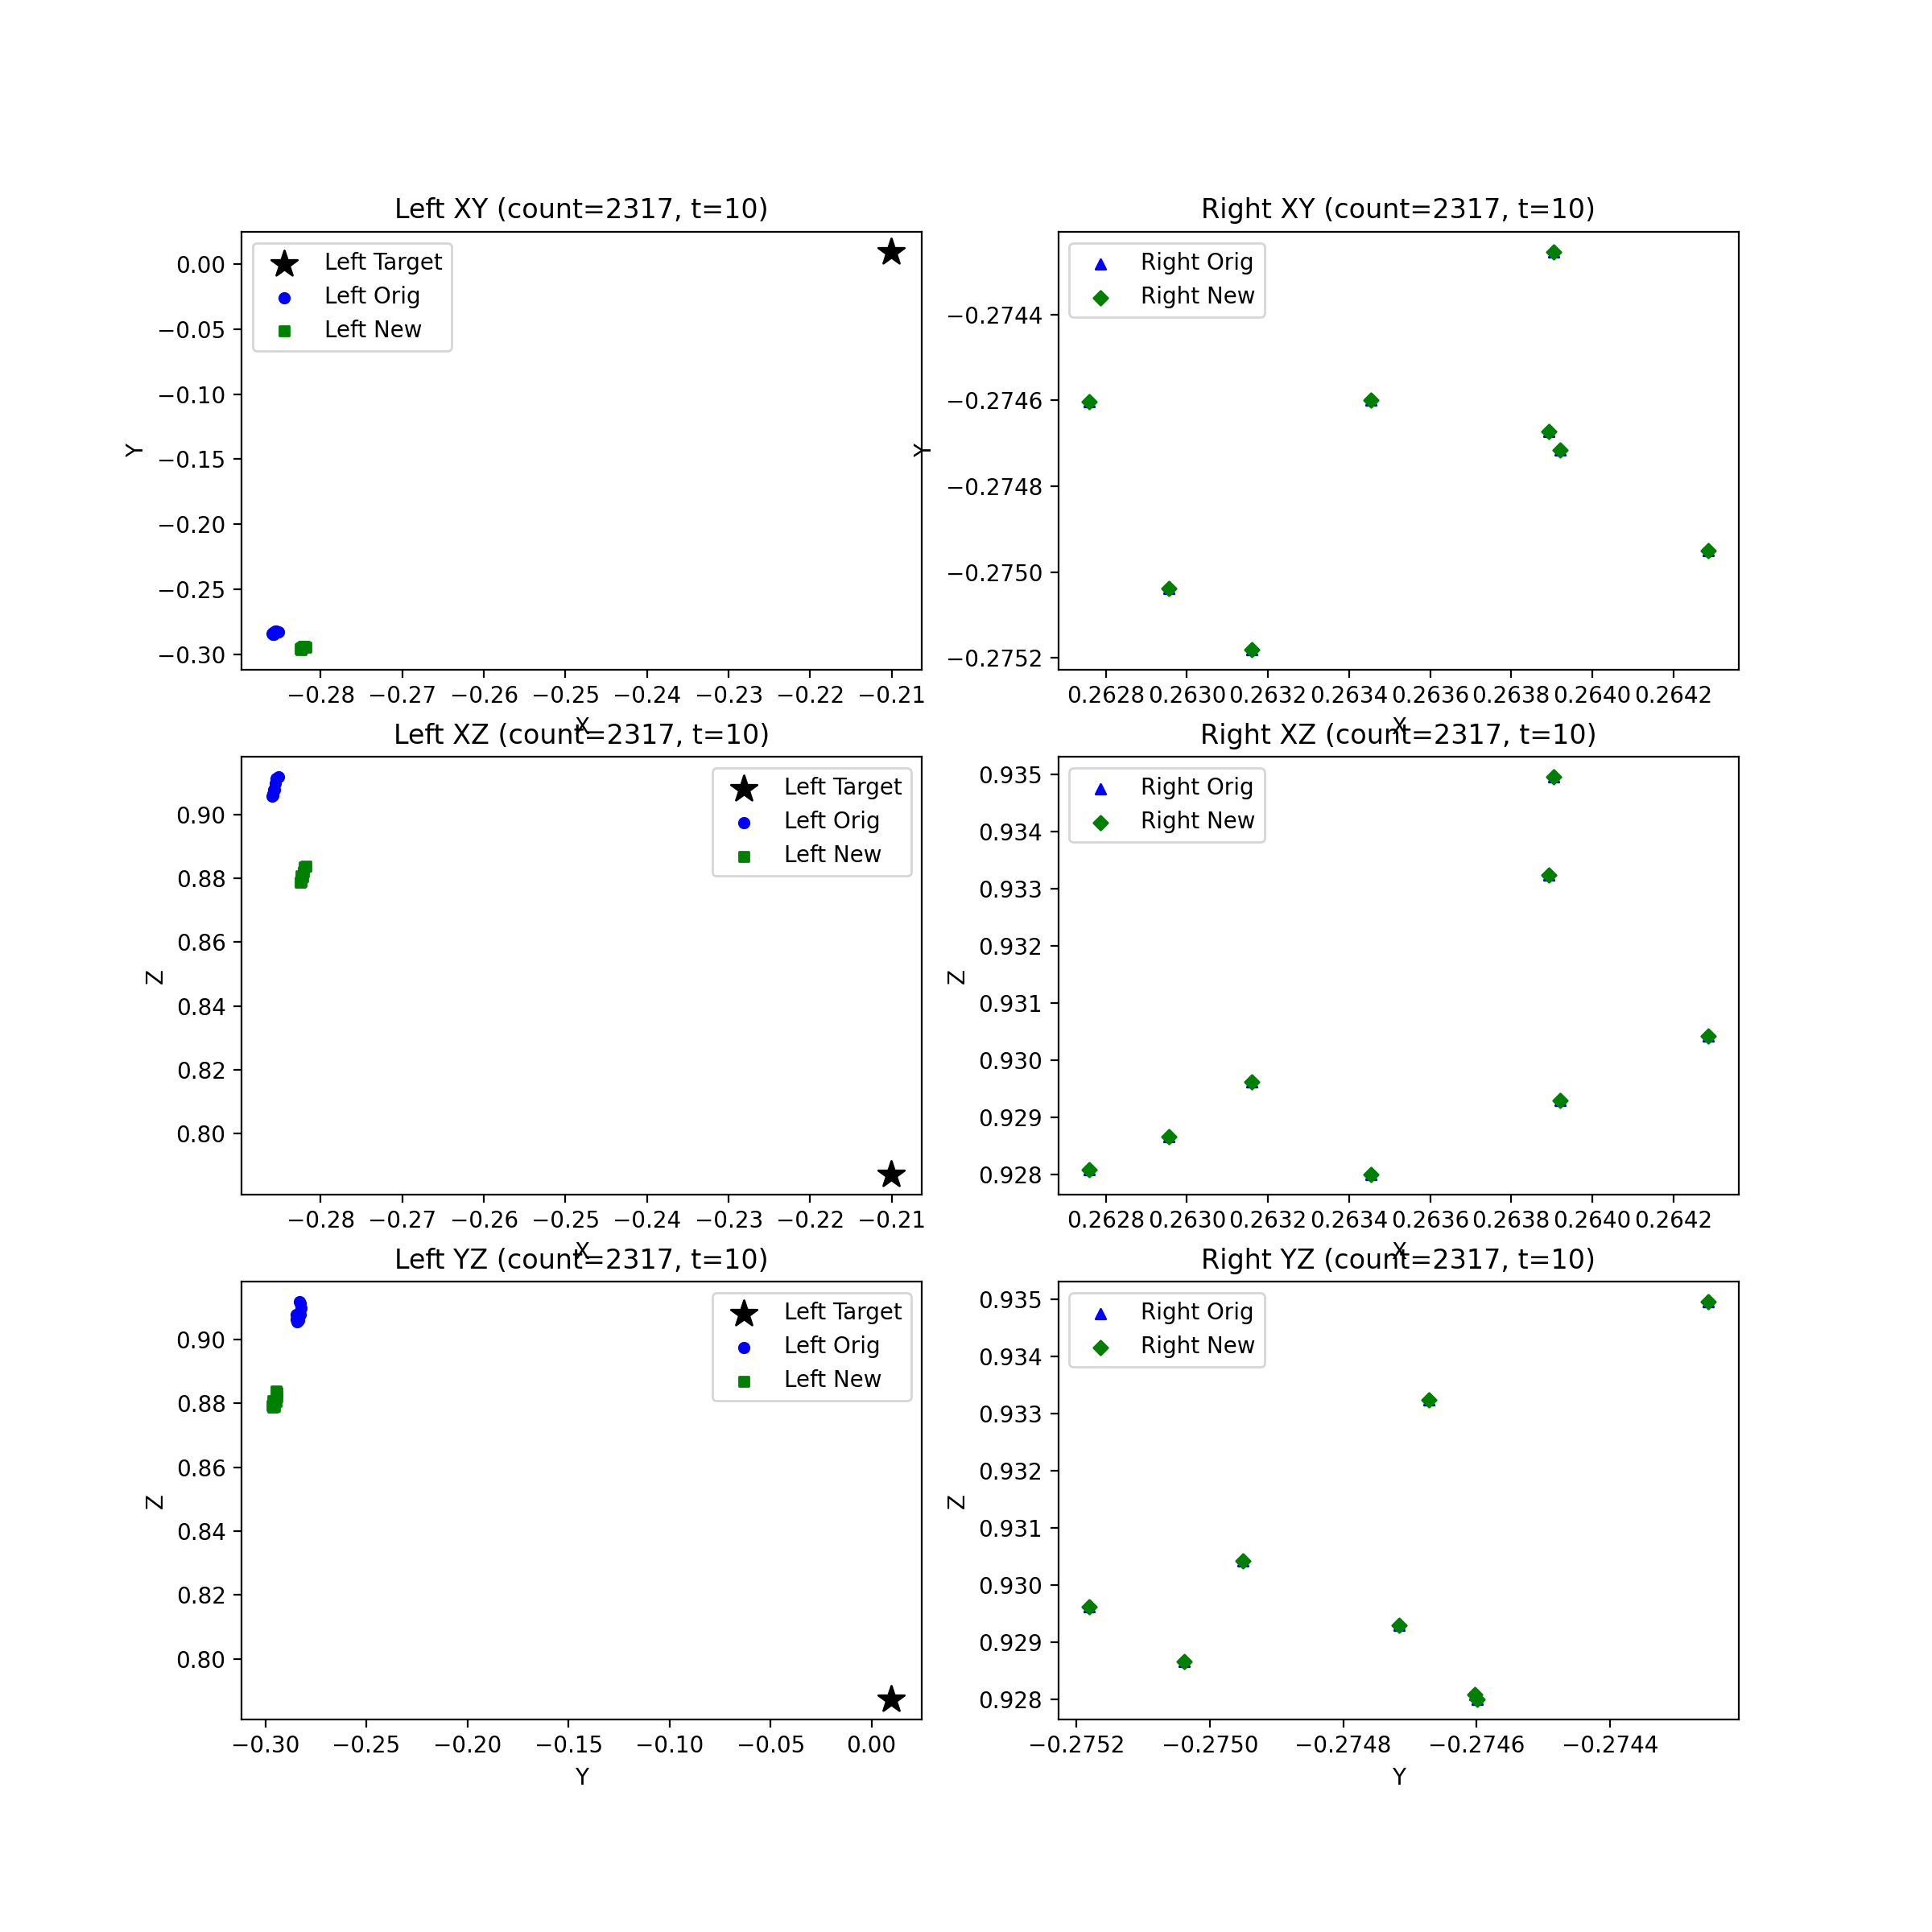 Left XY (count=2317, t=10)
Left Target
Left Orig
Left New
0.00
−0.05
−0.10
−0.15
−0.20
−0.25
−0.30
Y
−0.28 −0.27 −0.26 −0.25 −0.24 −0.23 −0.22 −0.21
X
Right XY (count=2317, t=10)
Right Orig
Right New
−0.2744
−0.2746
−0.2748
−0.2750
−0.2752
Y
0.2628 0.2630 0.2632 0.2634 0.2636 0.2638 0.2640 0.2642
X
Left XZ (count=2317, t=10)
Left Target
Left Orig
Left New
0.90
0.88
0.86
0.84
0.82
0.80
Z
−0.28 −0.27 −0.26 −0.25 −0.24 −0.23 −0.22 −0.21
X
Right XZ (count=2317, t=10)
Right Orig
Right New
0.935
0.934
0.933
0.932
0.931
0.930
0.929
0.928
Z
0.2628 0.2630 0.2632 0.2634 0.2636 0.2638 0.2640 0.2642
X
Left YZ (count=2317, t=10)
Left Target
Left Orig
Left New
0.90
0.88
0.86
0.84
0.82
0.80
Z
−0.30 −0.25 −0.20 −0.15 −0.10 −0.05 0.00
Y
Right YZ (count=2317, t=10)
Right Orig
Right New
0.935
0.934
0.933
0.932
0.931
0.930
0.929
0.928
Z
−0.2752 −0.2750 −0.2748 −0.2746 −0.2744
Y